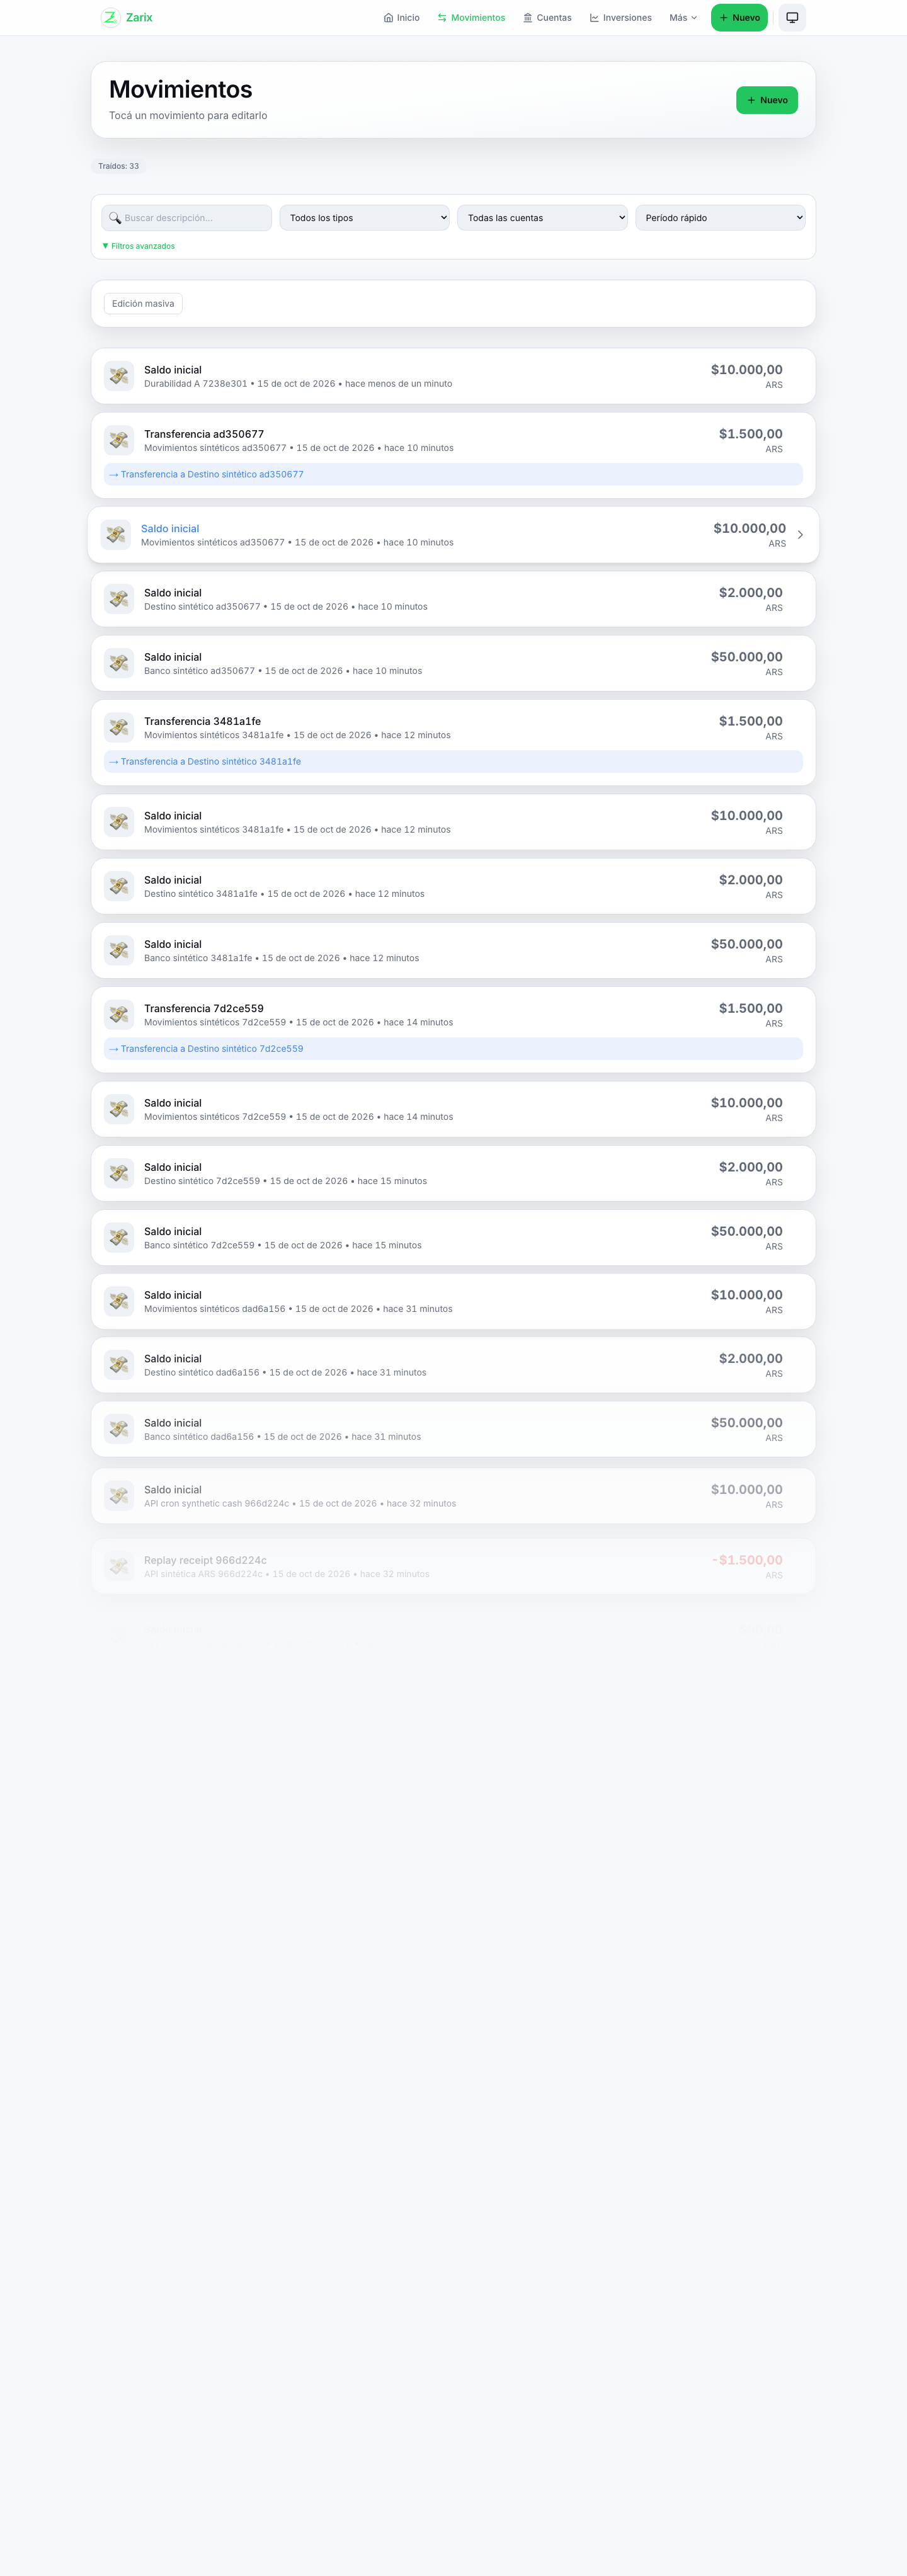 Zarix
Inicio
Movimientos
Cuentas
Inversiones
Más
Nuevo
Movimientos
Tocá un movimiento para editarlo
Nuevo
Traídos: 33
Buscar descripción...
Todos los tipos
Todas las cuentas
Período rápido
▼ Filtros avanzados
Edición masiva
Saldo inicial
$10.000,00
Durabilidad A 7238e301 • 15 de oct de 2026 • hace menos de un minuto
ARS
Transferencia ad350677
$1.500,00
Movimientos sintéticos ad350677 • 15 de oct de 2026 • hace 10 minutos
ARS
→ Transferencia a Destino sintético ad350677
Saldo inicial
$10.000,00
Movimientos sintéticos ad350677 • 15 de oct de 2026 • hace 10 minutos
ARS
Saldo inicial
$2.000,00
Destino sintético ad350677 • 15 de oct de 2026 • hace 10 minutos
ARS
Saldo inicial
$50.000,00
Banco sintético ad350677 • 15 de oct de 2026 • hace 10 minutos
ARS
Transferencia 3481a1fe
$1.500,00
Movimientos sintéticos 3481a1fe • 15 de oct de 2026 • hace 12 minutos
ARS
→ Transferencia a Destino sintético 3481a1fe
Saldo inicial
$10.000,00
Movimientos sintéticos 3481a1fe • 15 de oct de 2026 • hace 12 minutos
ARS
Saldo inicial
$2.000,00
Destino sintético 3481a1fe • 15 de oct de 2026 • hace 12 minutos
ARS
Saldo inicial
$50.000,00
Banco sintético 3481a1fe • 15 de oct de 2026 • hace 12 minutos
ARS
Transferencia 7d2ce559
$1.500,00
Movimientos sintéticos 7d2ce559 • 15 de oct de 2026 • hace 14 minutos
ARS
→ Transferencia a Destino sintético 7d2ce559
Saldo inicial
$10.000,00
Movimientos sintéticos 7d2ce559 • 15 de oct de 2026 • hace 14 minutos
ARS
Saldo inicial
$2.000,00
Destino sintético 7d2ce559 • 15 de oct de 2026 • hace 15 minutos
ARS
Saldo inicial
$50.000,00
Banco sintético 7d2ce559 • 15 de oct de 2026 • hace 15 minutos
ARS
Saldo inicial
$10.000,00
Movimientos sintéticos dad6a156 • 15 de oct de 2026 • hace 31 minutos
ARS
Saldo inicial
$2.000,00
Destino sintético dad6a156 • 15 de oct de 2026 • hace 31 minutos
ARS
Saldo inicial
$50.000,00
Banco sintético dad6a156 • 15 de oct de 2026 • hace 31 minutos
ARS
Saldo inicial
$10.000,00
API cron synthetic cash 966d224c • 15 de oct de 2026 • hace 32 minutos
ARS
Replay receipt 966d224c
-$1.500,00
API sintética ARS 966d224c • 15 de oct de 2026 • hace 32 minutos
ARS